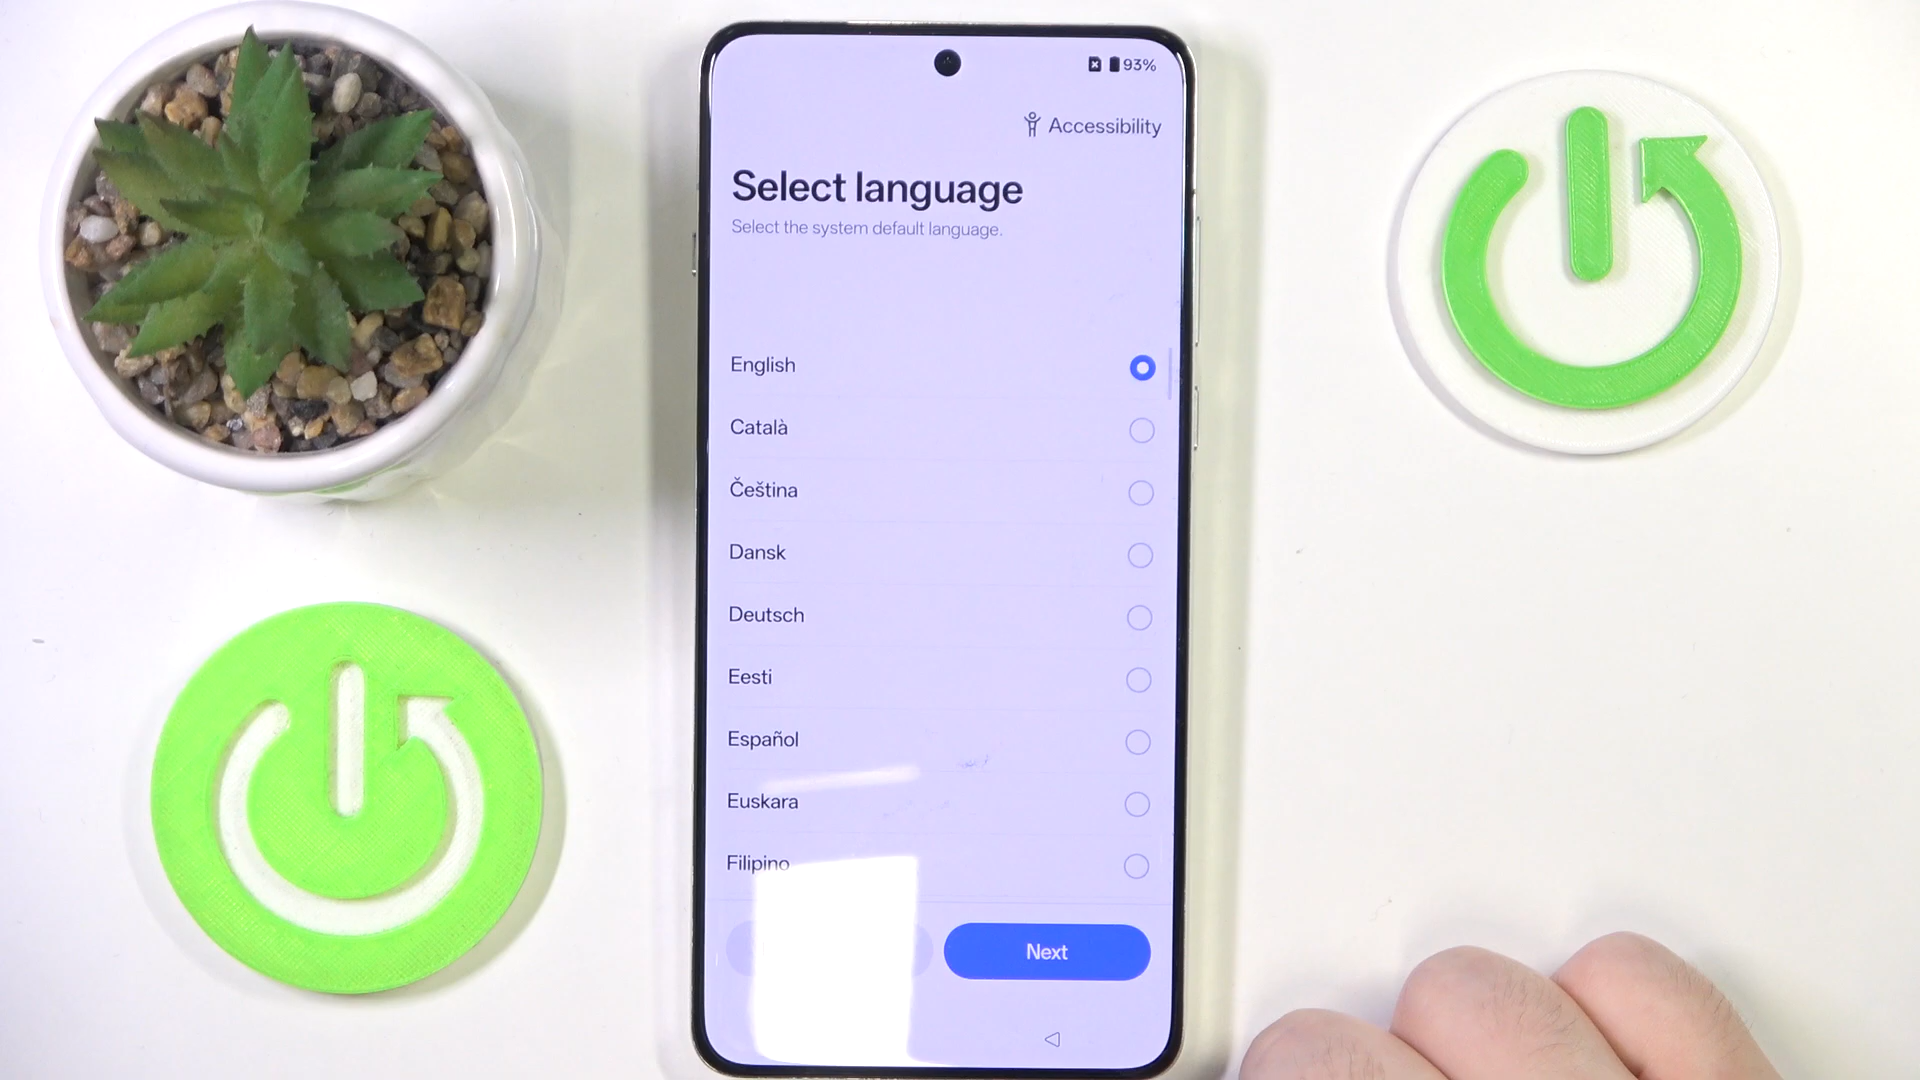 93%
Accessibility
Select language
Select the system default language.
English
Català
Čeština
Dansk
Deutsch
Eesti
Español
Euskara
Filipino
Next